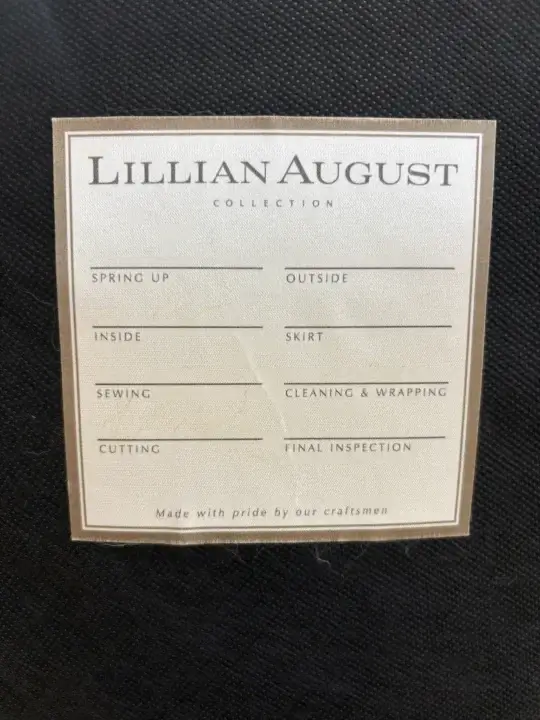 LILLIAN AUGUST
COLLECTION
SPRING UP OUTSIDE
INSIDE SKIRT
SEWING CLEANING & WRAPPING
CUTTING FINAL INSPECTION
Made with pride by our craftsmen